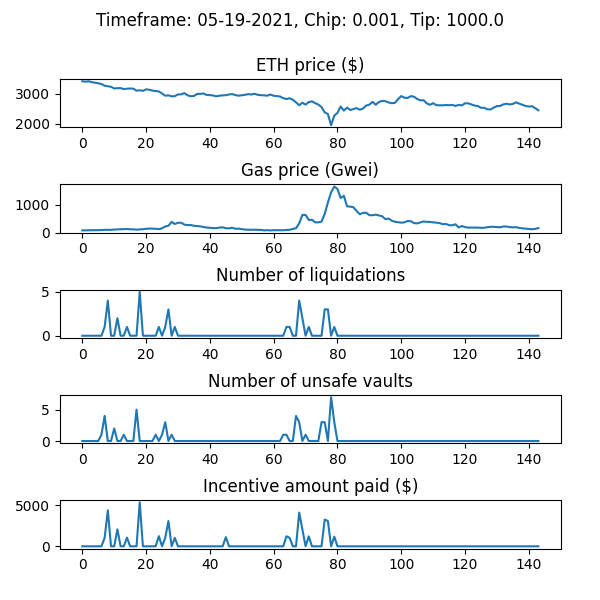 Timeframe: 05-19-2021, Chip: 0.001, Tip: 1000.0
ETH price ($)
3000
2000
0 20 40 60 80 100 120 140
Gas price (Gwei)
1000
0
0 20 40 60 80 100 120 140
Number of liquidations
5
0
0 20 40 60 80 100 120 140
Number of unsafe vaults
5
0
0 20 40 60 80 100 120 140
Incentive amount paid ($)
5000
0
0 20 40 60 80 100 120 140